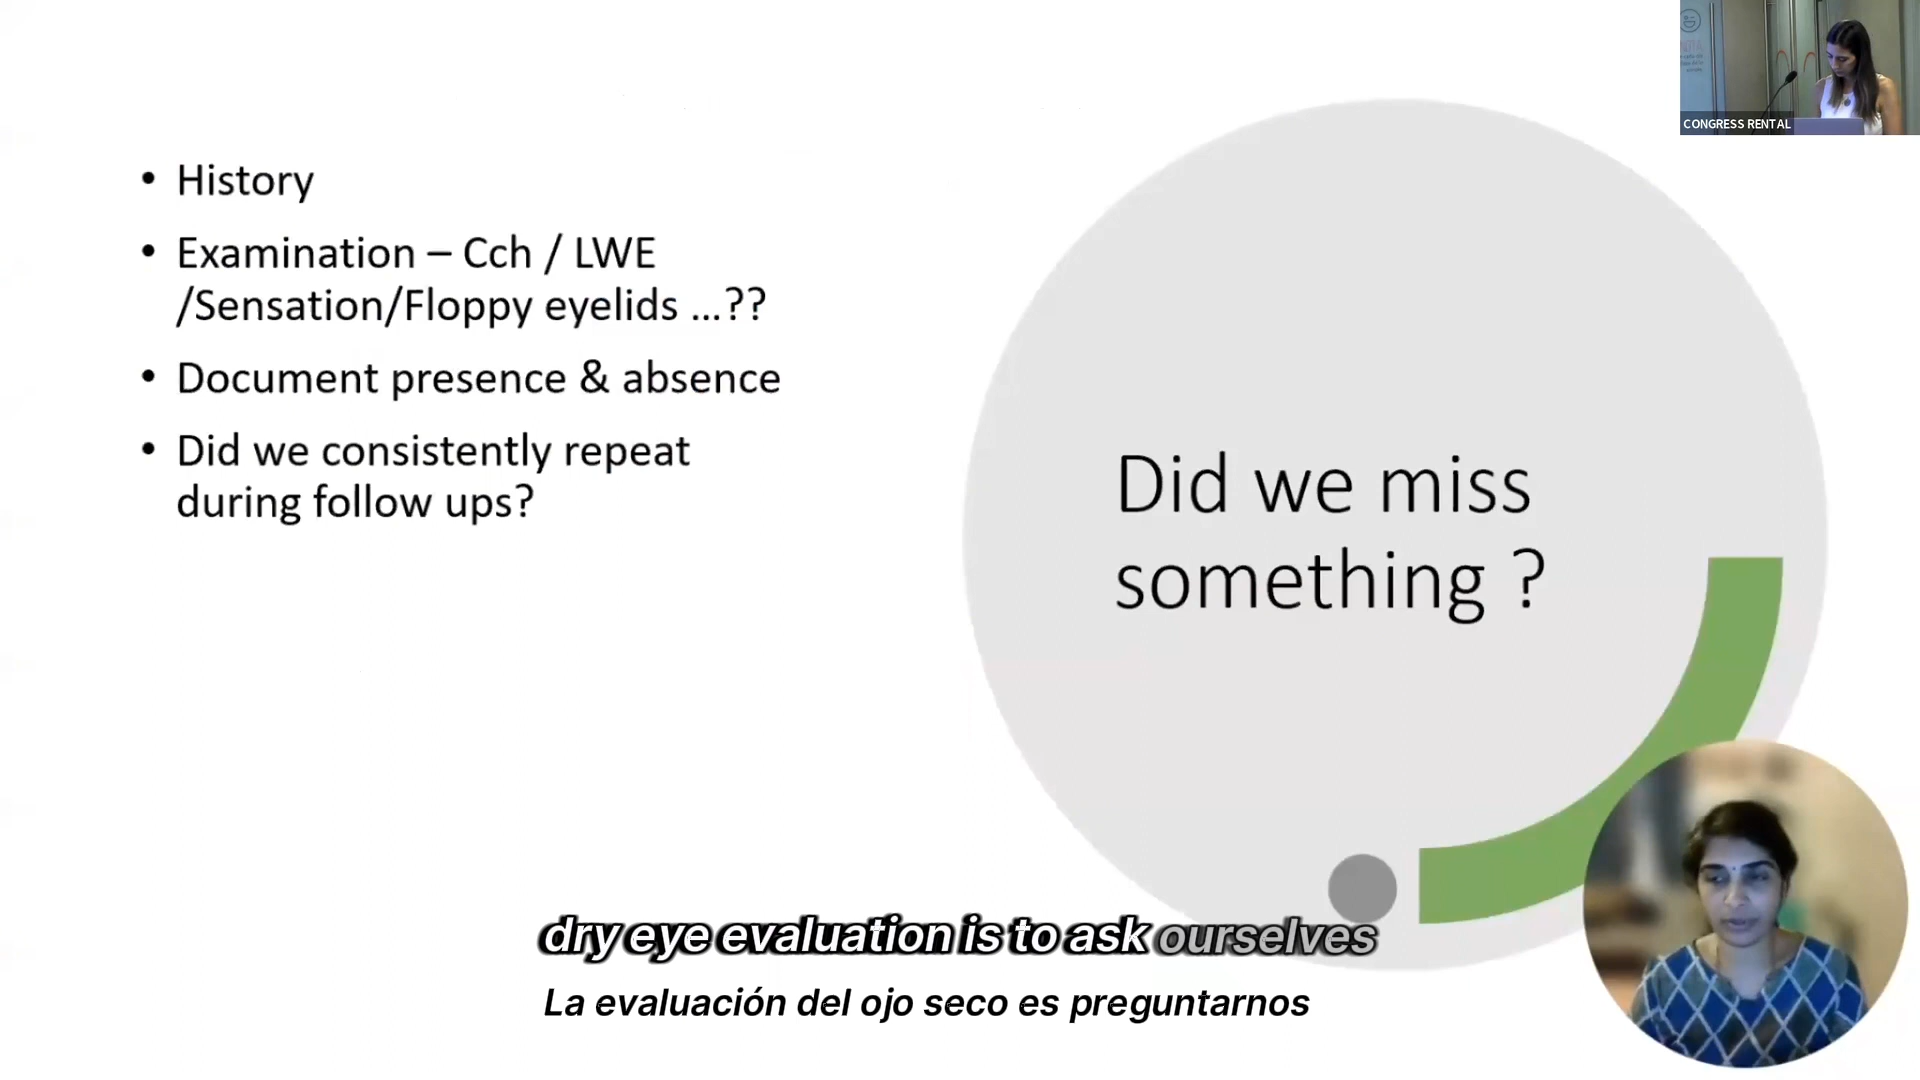 • History
• Examination – Cch / LWE
/Sensation/Floppy eyelids ...??
• Document presence & absence
• Did we consistently repeat
during follow ups?
Did we miss
something ?
CONGRESS RENTAL
dry eye evaluation is to ask ourselves
La evaluación del ojo seco es preguntarnos